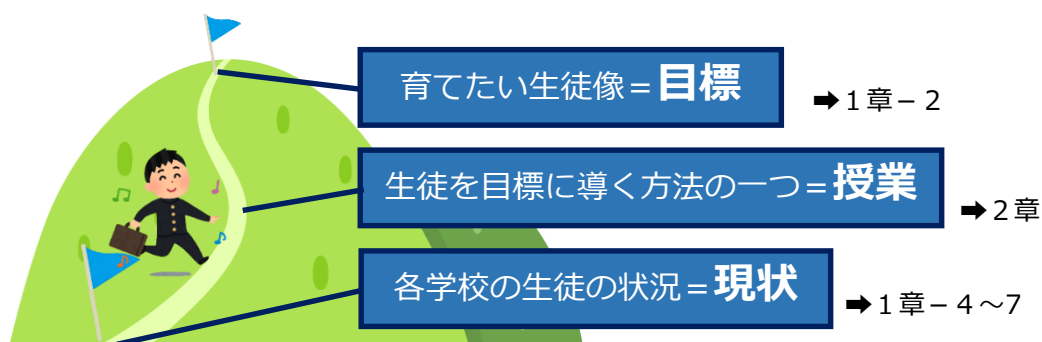 育てたい生徒像＝目標
➡１章－２
生徒を目標に導く方法の一つ＝授業
➡２章
各学校の生徒の状況＝現状
➡１章－４～7